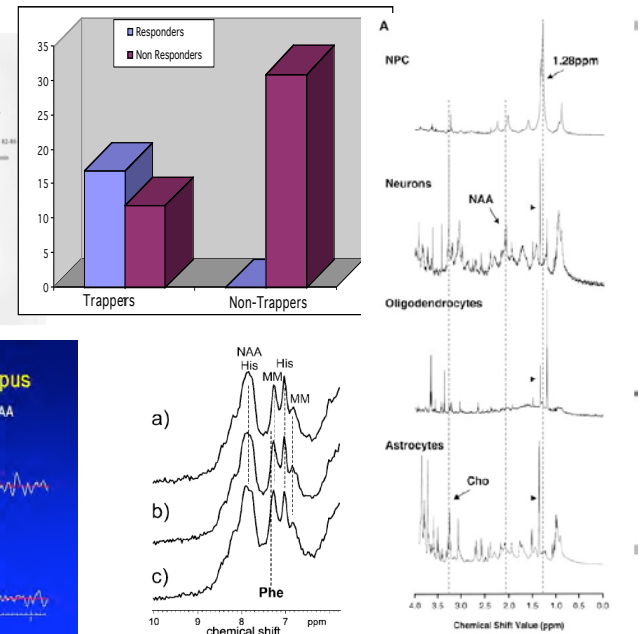 Responders
Non Responders
35
30
25
20
15
10
5
0
Trappers
Non-Trappers
pus
AA
NAA
His
MM
His
MM
a)
b)
c)
Phe
10
9
8
7
ppm
chemical shift
A
NPC
1.28ppm
Neurons
NAA
Oligodendrocytes
Astrocytes
Cho
4.0 3.5 3.0 2.5 2.0 1.5 1.0 0.5 0.0
Chemical Shift Value (ppm)